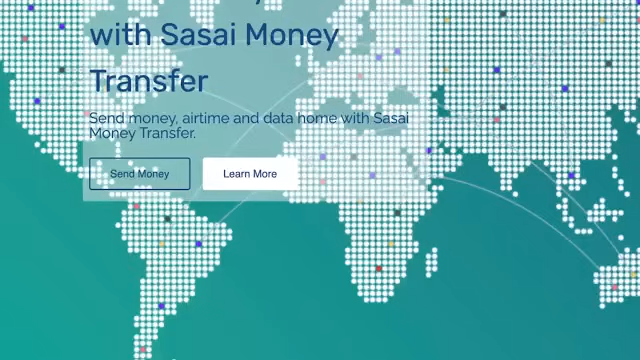 with Sasai Money
Transfer
Send money, airtime and data home with Sasai
Money Transfer.
Send Money
Learn More